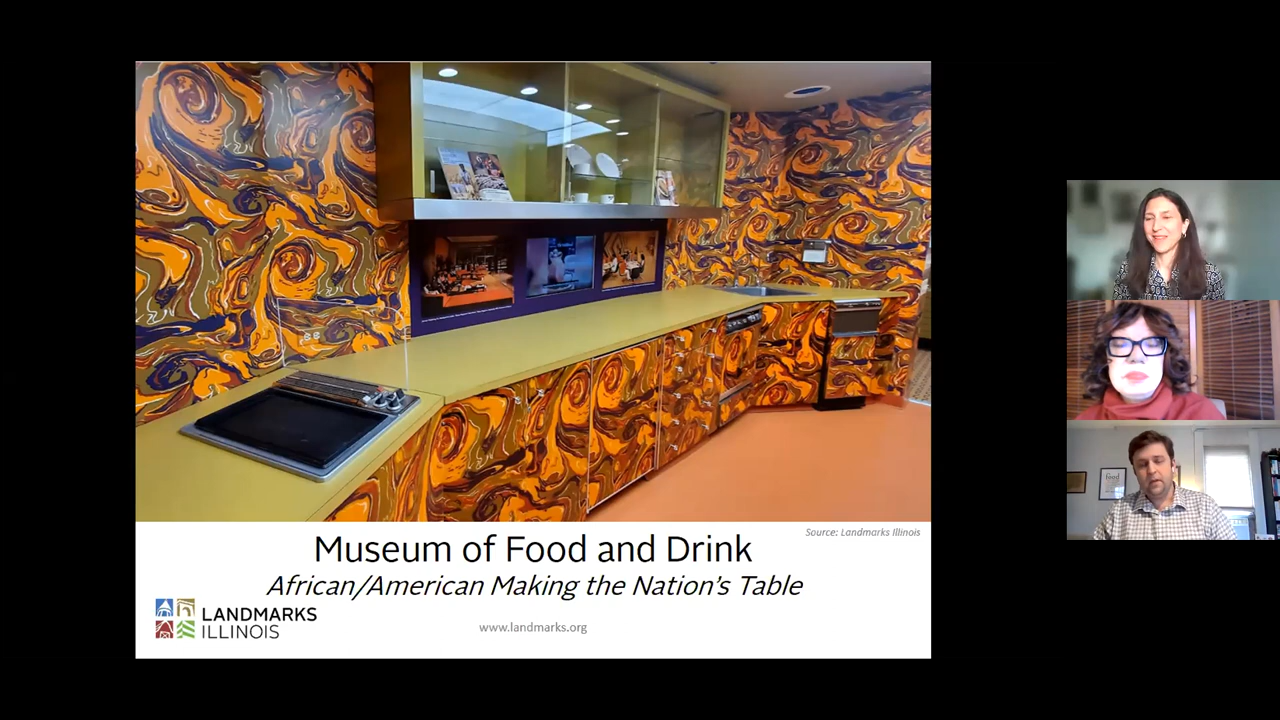 Source: Landmarks Illinois
Museum of Food and Drink
African/American Making the Nation's Table
LANDMARKS
ILLINOIS
www.landmarks.org
food